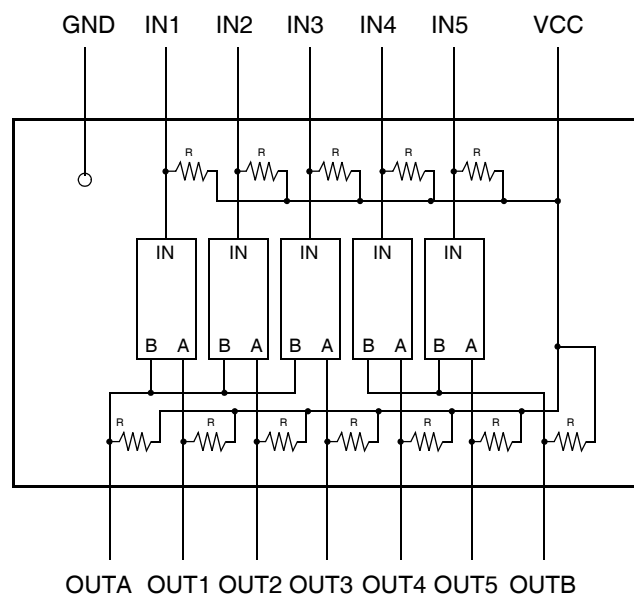 GND IN1 IN2 IN3 IN4 IN5 VCC
R R R R R
IN IN IN IN IN
B A B A B A B A B A
R R R R R R R
OUTA OUT1 OUT2 OUT3 OUT4 OUT5 OUTB